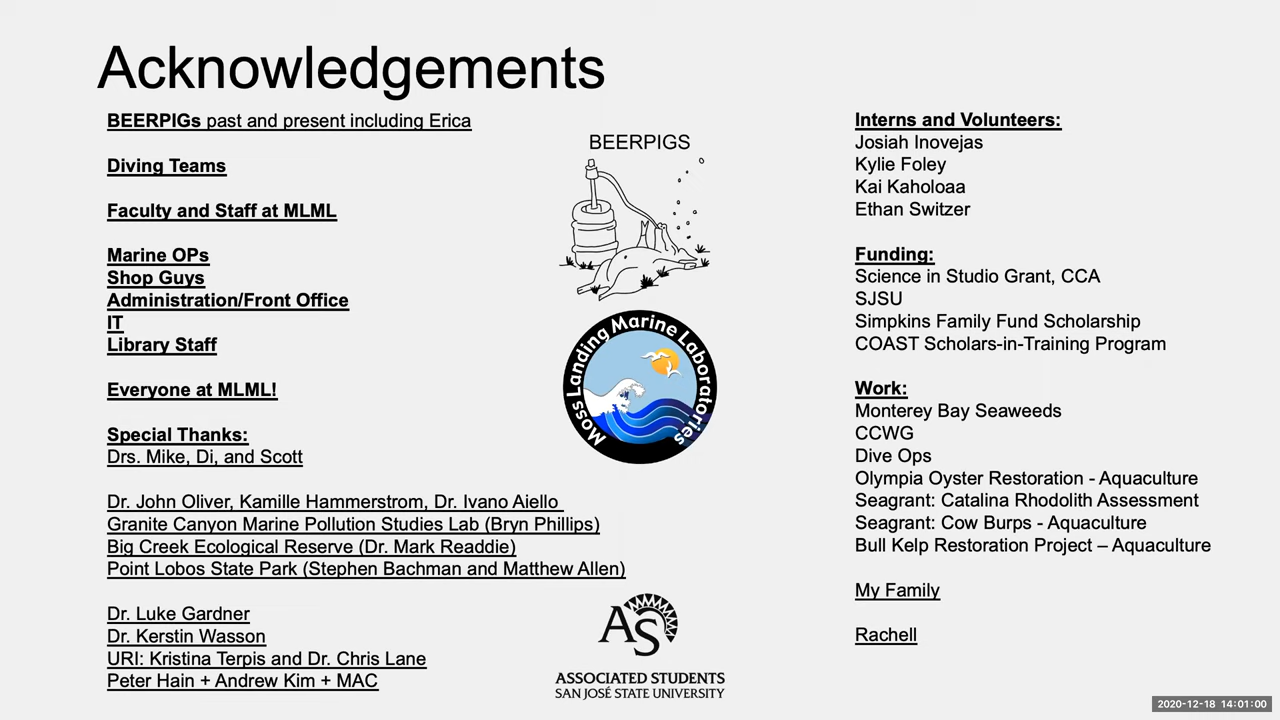 Acknowledgements
BEERPIGs past and present including Erica
Diving Teams
Faculty and Staff at MLML
Marine OPs
Shop Guys
Administration/Front Office
IT
Library Staff
Everyone at MLML!
Special Thanks:
Drs. Mike, Di, and Scott
Dr. John Oliver, Kamille Hammerstrom, Dr. Ivano Aiello
Granite Canyon Marine Pollution Studies Lab (Bryn Phillips)
Big Creek Ecological Reserve (Dr. Mark Readdie)
Point Lobos State Park (Stephen Bachman and Matthew Allen)
Dr. Luke Gardner
Dr. Kerstin Wasson
URI: Kristina Terpis and Dr. Chris Lane
Peter Hain + Andrew Kim + MAC
BEERPIGS
Moss Landing Marine Laboratories
AS
ASSOCIATED STUDENTS
SAN JOSÉ STATE UNIVERSITY
Interns and Volunteers:
Josiah Inovejas
Kylie Foley
Kai Kaholoaa
Ethan Switzer
Funding:
Science in Studio Grant, CCA
SJSU
Simpkins Family Fund Scholarship
COAST Scholars-in-Training Program
Work:
Monterey Bay Seaweeds
CCWG
Dive Ops
Olympia Oyster Restoration - Aquaculture
Seagrant: Catalina Rhodolith Assessment
Seagrant: Cow Burps - Aquaculture
Bull Kelp Restoration Project – Aquaculture
My Family
Rachell
2020-12-18 14:01:00